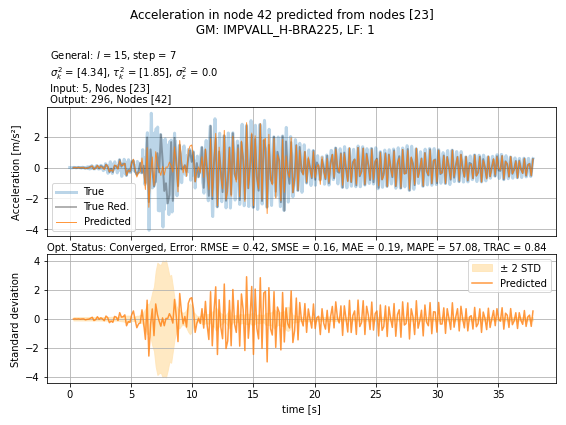 Acceleration in node 42 predicted from nodes [23]
GM: IMPVALL_H-BRA225, LF: 1
General: l = 15, step = 7
σ²ₖ = [4.34], τ²ₖ = [1.85], σ²ε = 0.0
Input: 5, Nodes [23]
Output: 296, Nodes [42]
Acceleration [m/s²]
2
0
−2
−4
True
True Red.
Predicted
Opt. Status: Converged, Error: RMSE = 0.42, SMSE = 0.16, MAE = 0.19, MAPE = 57.08, TRAC = 0.84
Standard deviation
4
2
0
−2
−4
± 2 STD
Predicted
0 5 10 15 20 25 30 35
time [s]